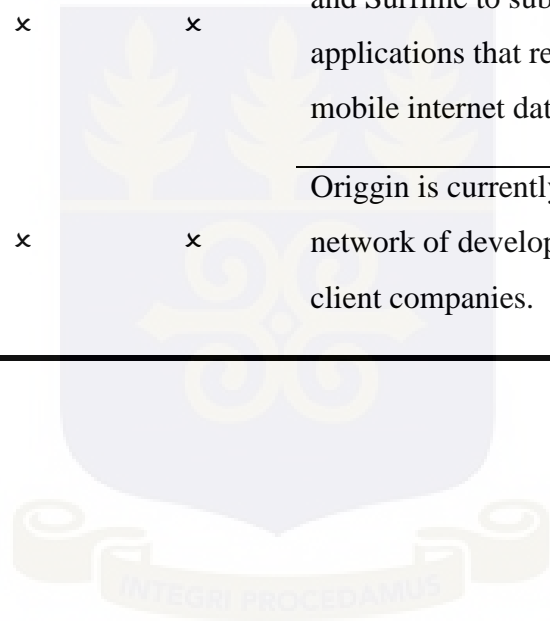 and Surfline to sub
× × applications that re
mobile internet dat
Origgin is currently
× × network of develop
client companies.
INTEGRI PROCEDAMUS